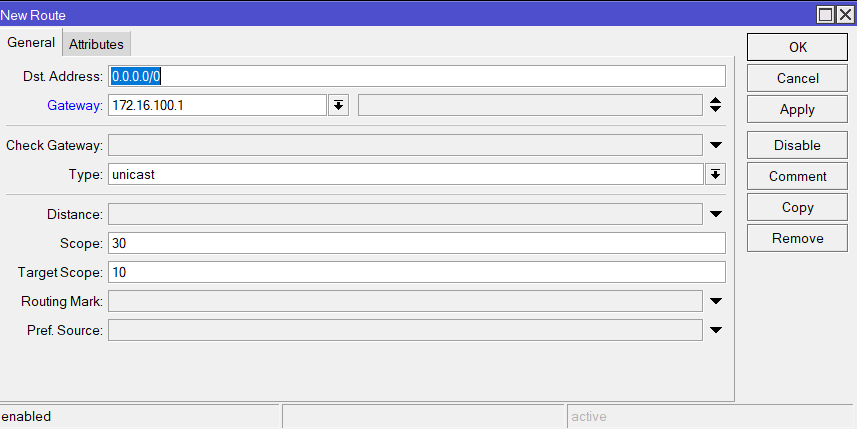 New Route
General Attributes
OK
Dst. Address: 0.0.0.0/0
Cancel
Gateway: 172.16.100.1
Apply
Check Gateway:
Disable
Type: unicast
Comment
Distance:
Copy
Scope: 30
Remove
Target Scope: 10
Routing Mark:
Pref. Source:
enabled active